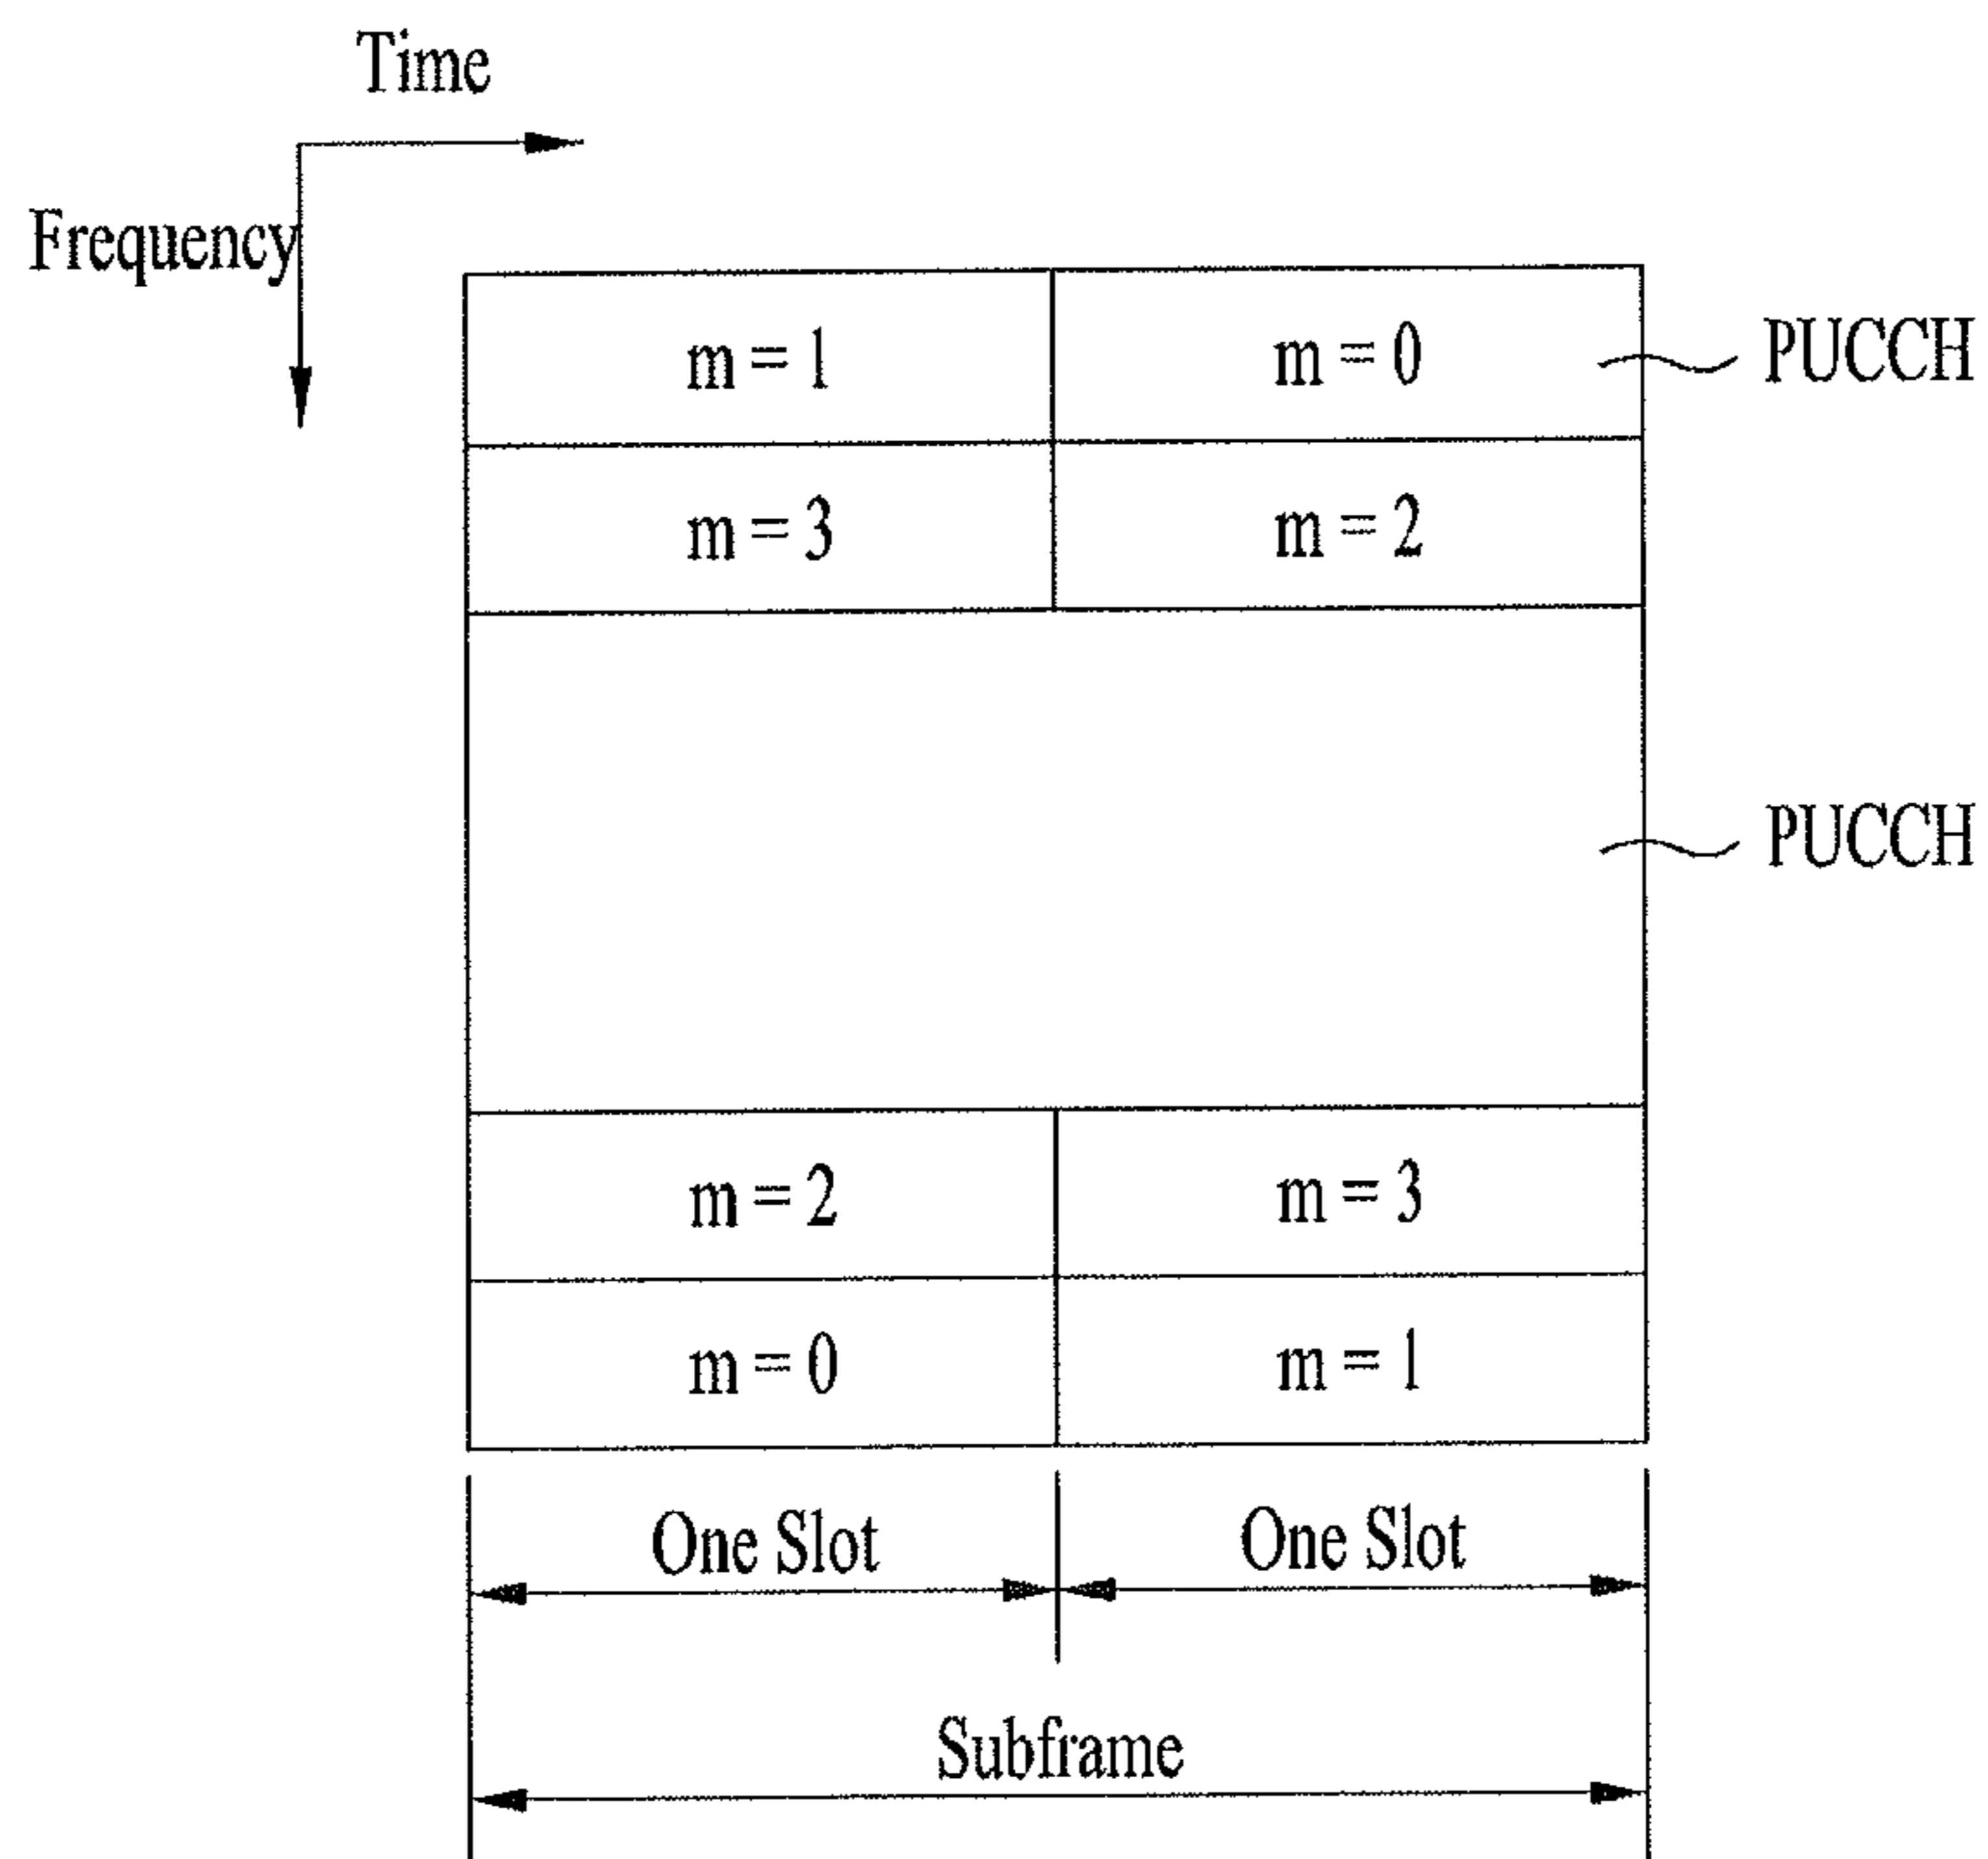 Time
Frequency
m = 1 m = 0 PUCCH
m = 3 m = 2
PUCCH
m = 2 m = 3
m = 0 m = 1
One Slot One Slot
Subframe